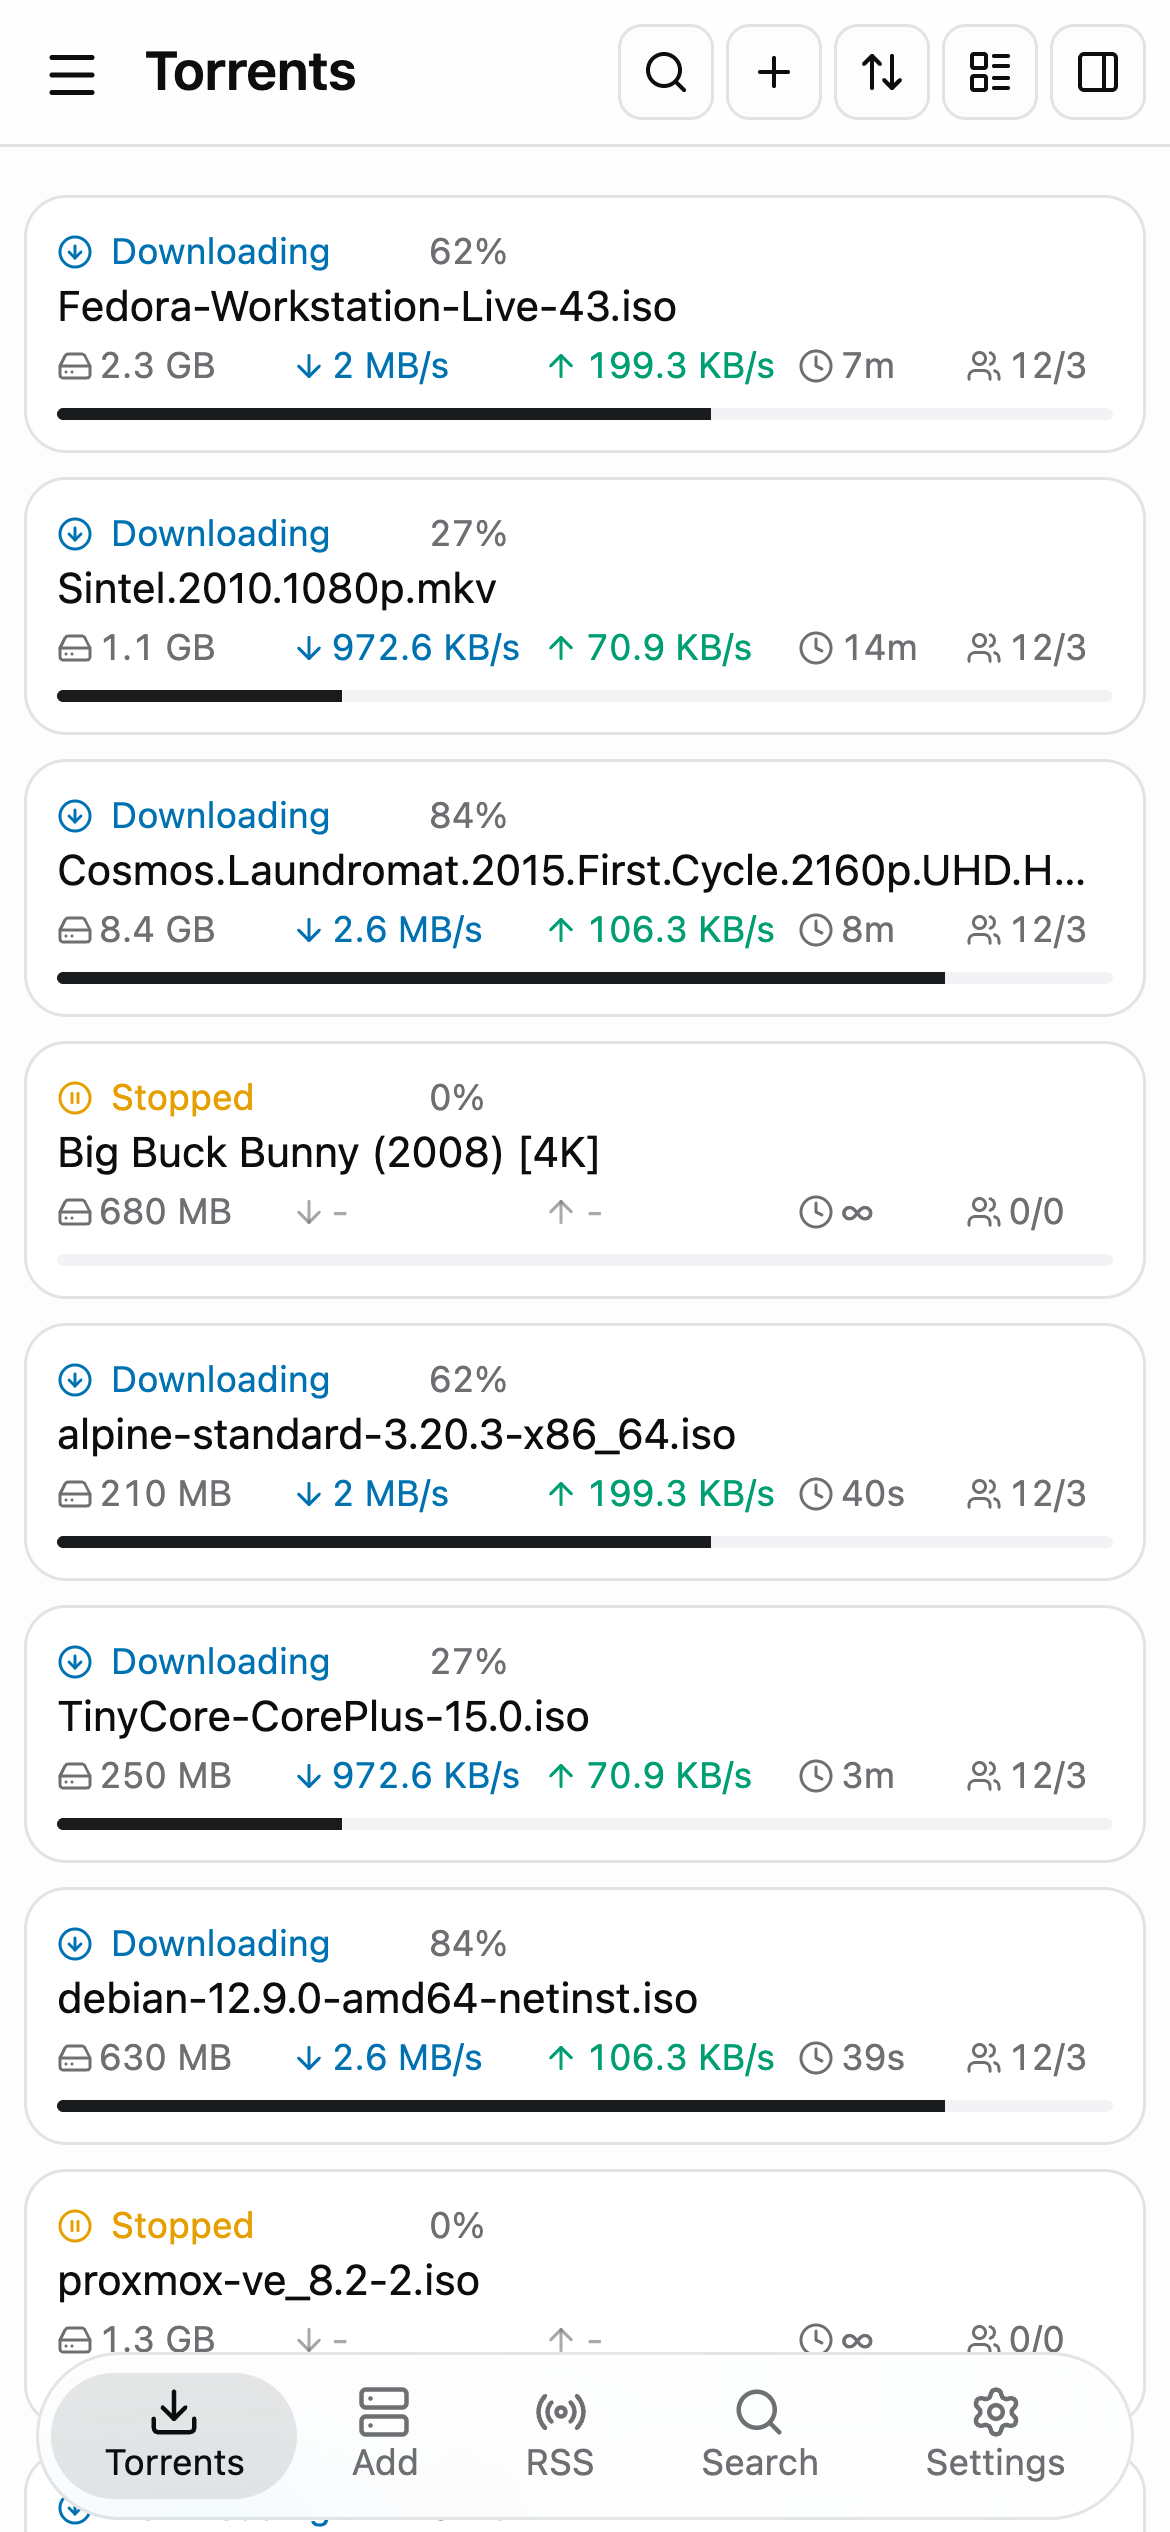 Torrents
Downloading 62%
Fedora-Workstation-Live-43.iso
2.3 GB ↓ 2 MB/s ↑ 199.3 KB/s 7m 12/3
Downloading 27%
Sintel.2010.1080p.mkv
1.1 GB ↓ 972.6 KB/s ↑ 70.9 KB/s 14m 12/3
Downloading 84%
Cosmos.Laundromat.2015.First.Cycle.2160p.UHD.H...
8.4 GB ↓ 2.6 MB/s ↑ 106.3 KB/s 8m 12/3
Stopped 0%
Big Buck Bunny (2008) [4K]
680 MB ↓ - ↑ - ∞ 0/0
Downloading 62%
alpine-standard-3.20.3-x86_64.iso
210 MB ↓ 2 MB/s ↑ 199.3 KB/s 40s 12/3
Downloading 27%
TinyCore-CorePlus-15.0.iso
250 MB ↓ 972.6 KB/s ↑ 70.9 KB/s 3m 12/3
Downloading 84%
debian-12.9.0-amd64-netinst.iso
630 MB ↓ 2.6 MB/s ↑ 106.3 KB/s 39s 12/3
Stopped 0%
proxmox-ve_8.2-2.iso
1.3 GB ↓ - ↑ - ∞ 0/0
Torrents Add RSS Search Settings